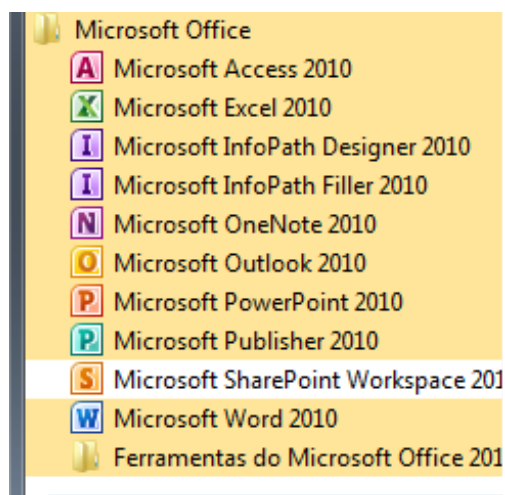 Microsoft Office
A Microsoft Access 2010
X Microsoft Excel 2010
I Microsoft InfoPath Designer 2010
I Microsoft InfoPath Filler 2010
N Microsoft OneNote 2010
O Microsoft Outlook 2010
P Microsoft PowerPoint 2010
P Microsoft Publisher 2010
S Microsoft SharePoint Workspace 201
W Microsoft Word 2010
Ferramentas do Microsoft Office 201